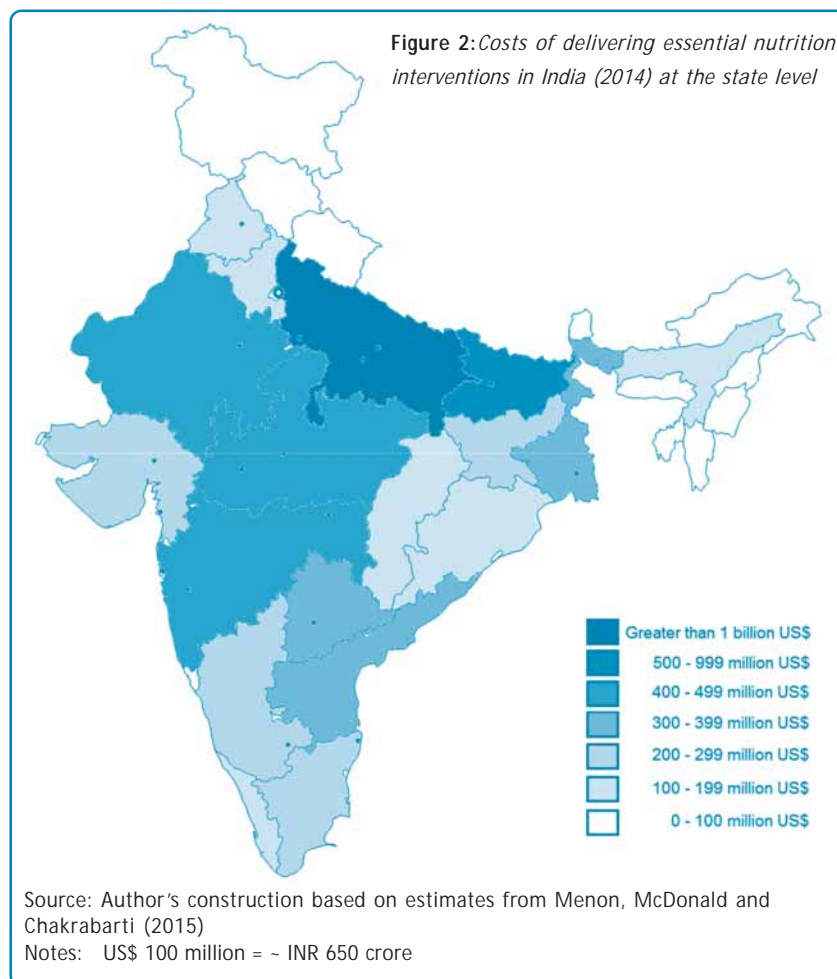 Figure 2:Costs of delivering essential nutrition
interventions in India (2014) at the state level
Greater than 1 billion US$
500 - 999 million US$
400 - 499 million US$
300 - 399 million US$
200 - 299 million US$
100 - 199 million US$
0 - 100 million US$
Source: Author's construction based on estimates from Menon, McDonald and
Chakrabarti (2015)
Notes: US$ 100 million = ~ INR 650 crore